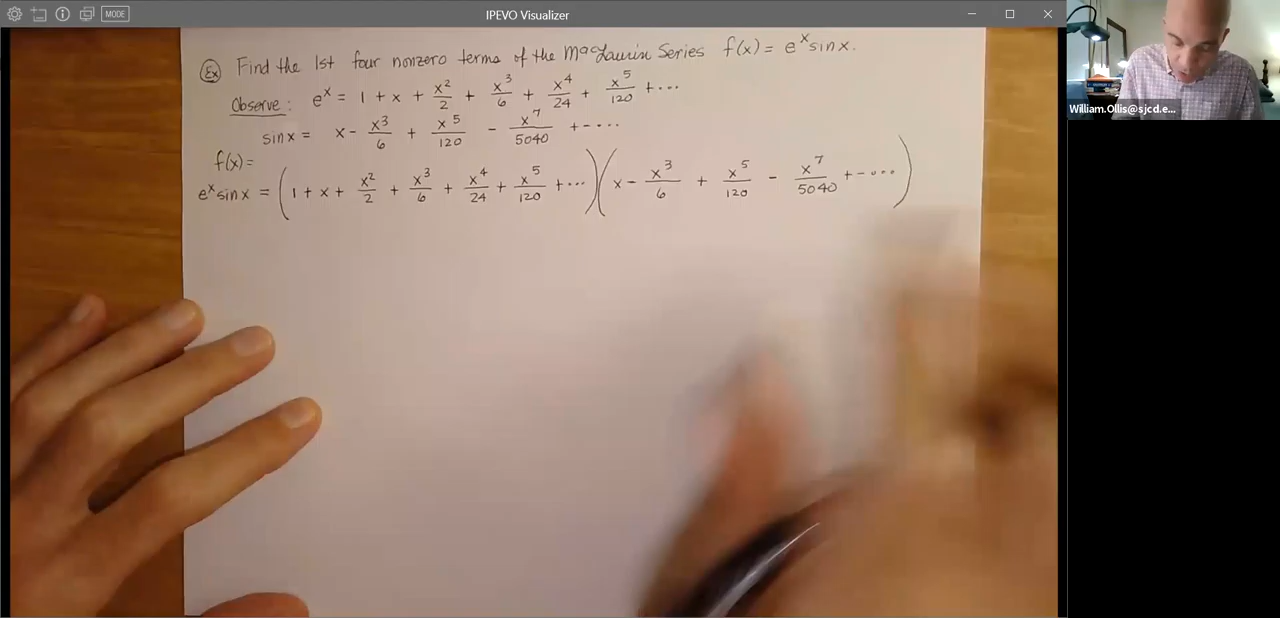 MODE
IPEVO Visualizer
Ex Find the 1st four nonzero terms of the MacLaurin Series f(x) = e^x sin x.
Observe: e^x = 1 + x + x^2/2 + x^3/6 + x^4/24 + x^5/120 + ...
sin x = x - x^3/6 + x^5/120 - x^7/5040 + - ....
f(x) =
e^x sin x = (1 + x + x^2/2 + x^3/6 + x^4/24 + x^5/120 + ...)(x - x^3/6 + x^5/120 - x^7/5040 + - ....)
William.Ollis@sjcd.e...